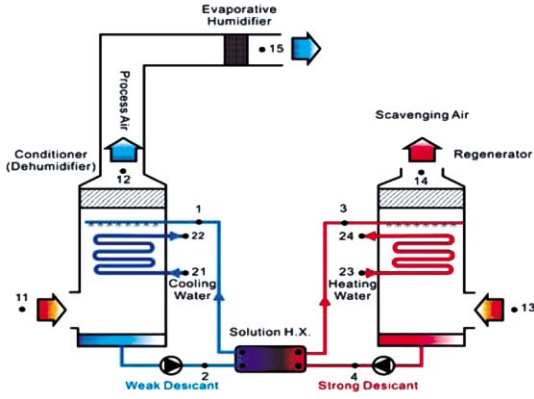 Evaporative
Humidifier
15
Process Air
Scavenging Air
Conditioner
(Dehumidifier)
Regenerator
12
14
1
3
22
24
21
23
Cooling
Water
Heating
Water
11
13
Solution H.X.
2
4
Weak Desicant
Strong Desicant